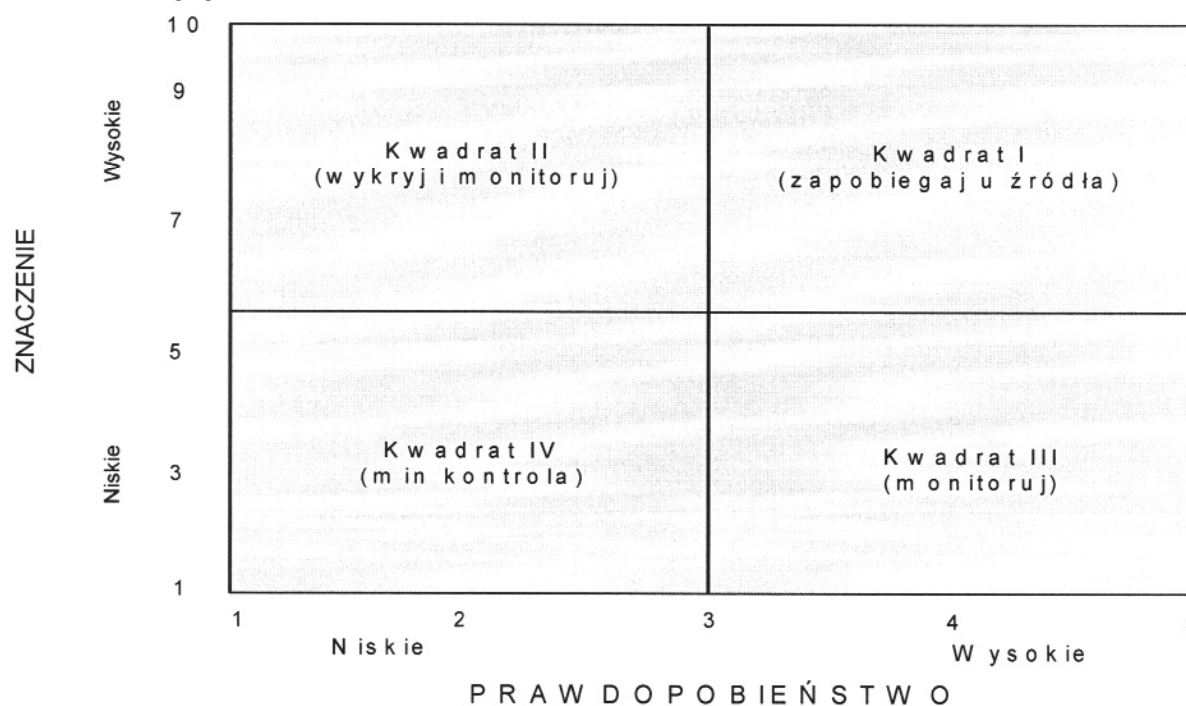 10
9
Wysokie
Kwadrat II
(wykryj i monitoruj)
Kwadrat I
(zapobiegaj u źródła)
7
ZNACZENIE
5
Niskie
Kwadrat IV
(min kontrola)
Kwadrat III
(monitoruj)
3
1
1 2 3 4
Niskie Wysokie
PRAWDOPOBIEŃSTWO